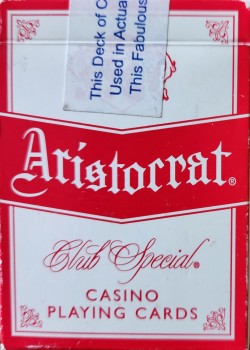 This Deck of C
Used in Actua
This Fabulous
Aristocrat®
Club Special®
CASINO
PLAYING CARDS